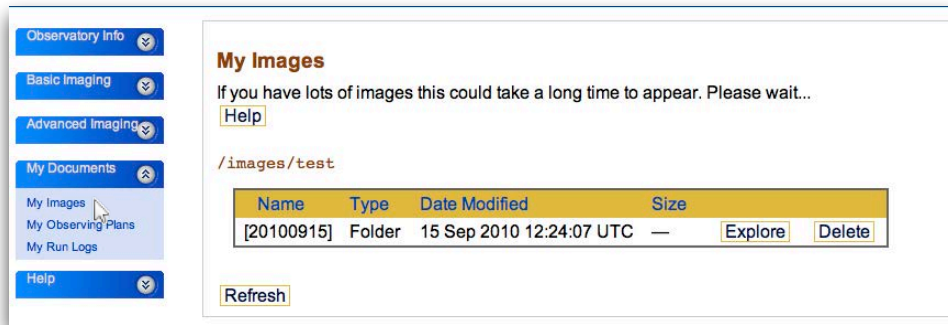 Observatory Info
Basic Imaging
Advanced Imaging
My Documents
My Images
My Observing Plans
My Run Logs
Help
My Images
If you have lots of images this could take a long time to appear. Please wait...
Help
/images/test
Name Type Date Modified Size
[20100915] Folder 15 Sep 2010 12:24:07 UTC — Explore Delete
Refresh